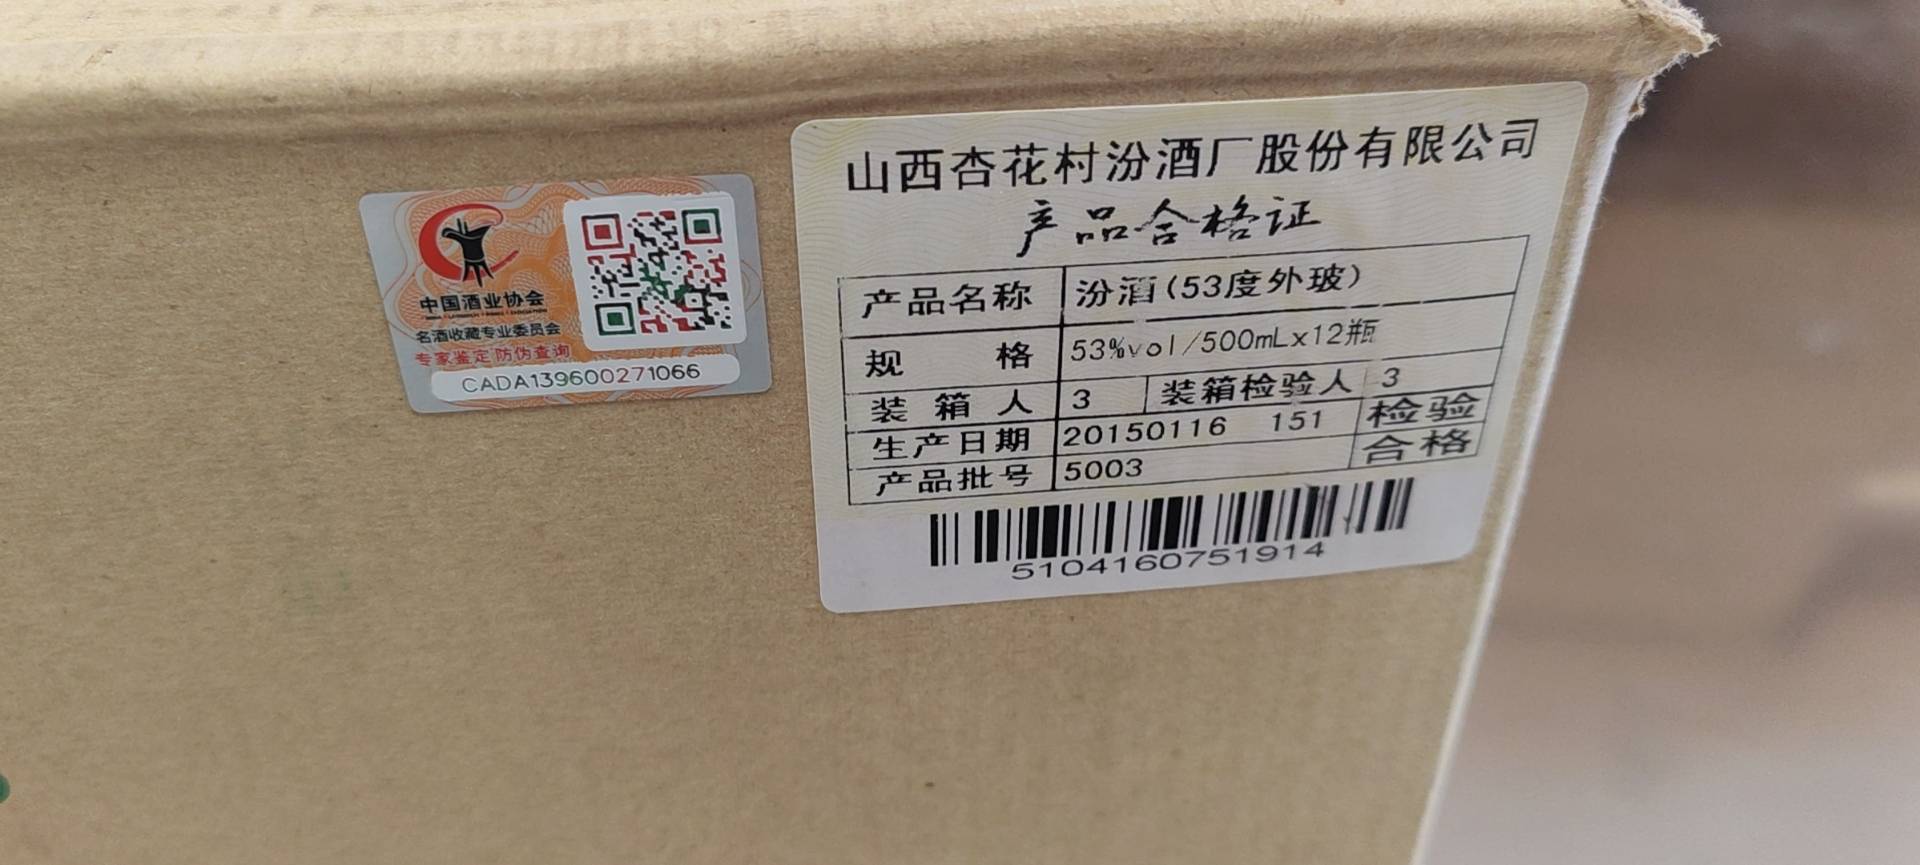 中国酒业协会
名酒收藏专业委员会
专家鉴定 防伪查询
CADA139600271066
山西杏花村汾酒厂股份有限公司
产品合格证
产品名称 汾酒(53度外玻)
规 格 53%vol/500mLx12瓶
装 箱 人 3 装箱检验人 3
生产日期 20150116 151 检验
产品批号 5003 合格
5104160751914